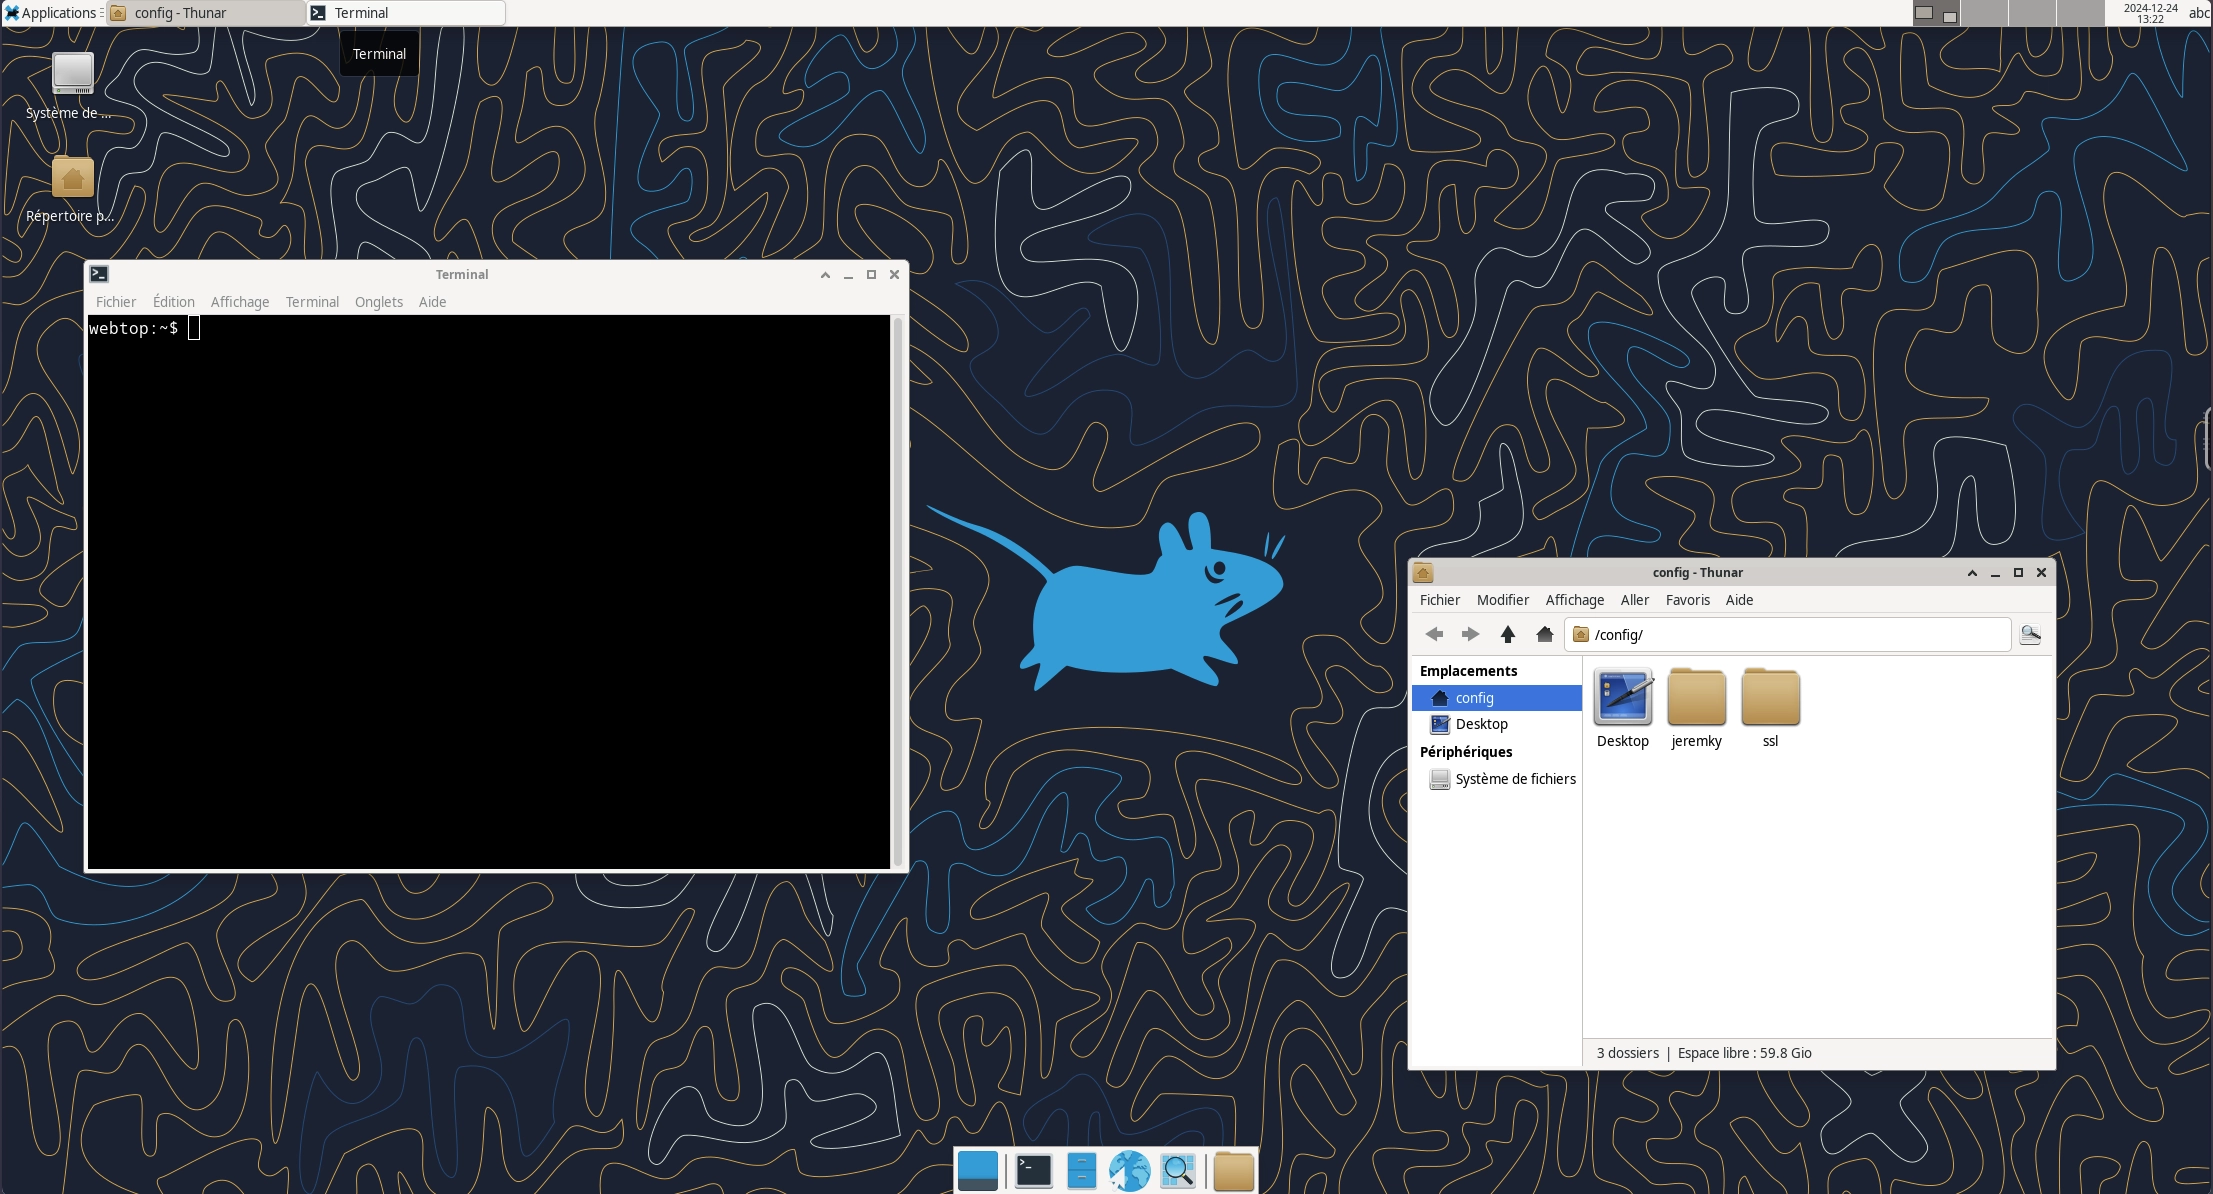 Applications
config - Thunar
Terminal
2024-12-24
13:22
abc
Terminal
Système de ...
Répertoire p...
Terminal
Fichier Édition Affichage Terminal Onglets Aide
webtop:~$
config - Thunar
Fichier Modifier Affichage Aller Favoris Aide
/config/
Emplacements
config
Desktop
Périphériques
Système de fichiers
Desktop jeremky ssl
3 dossiers | Espace libre : 59.8 Gio